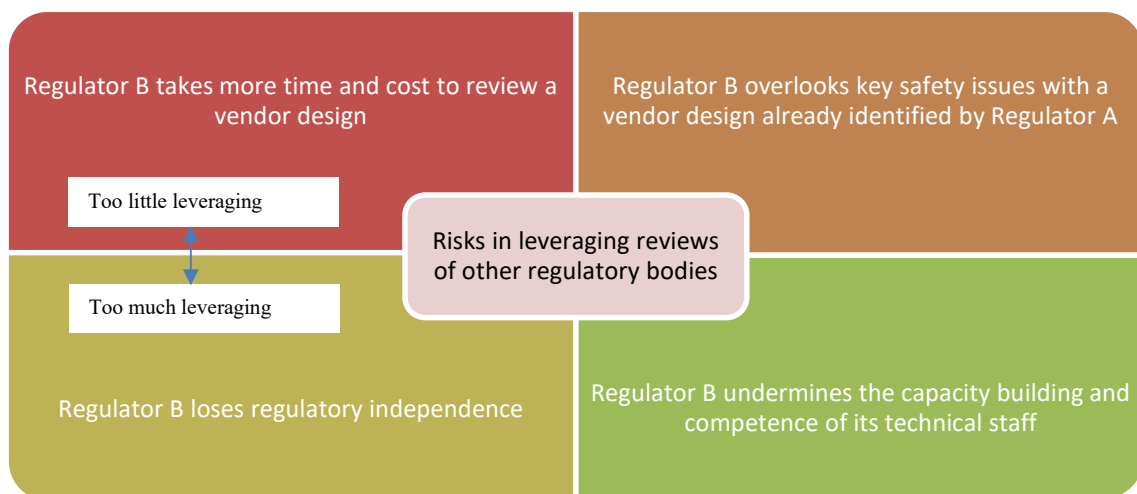 Regulator B takes more time and cost to review a
vendor design
Regulator B overlooks key safety issues with a
vendor design already identified by Regulator A
Too little leveraging
Risks in leveraging reviews
of other regulatory bodies
Too much leveraging
Regulator B loses regulatory independence
Regulator B undermines the capacity building and
competence of its technical staff